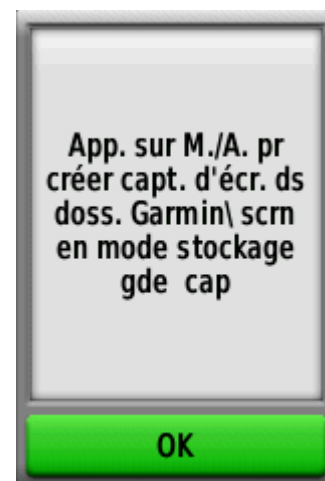 App. sur M./A. pr
créer capt. d'écr. ds
doss. Garmin\ scrn
en mode stockage
gde  cap
OK